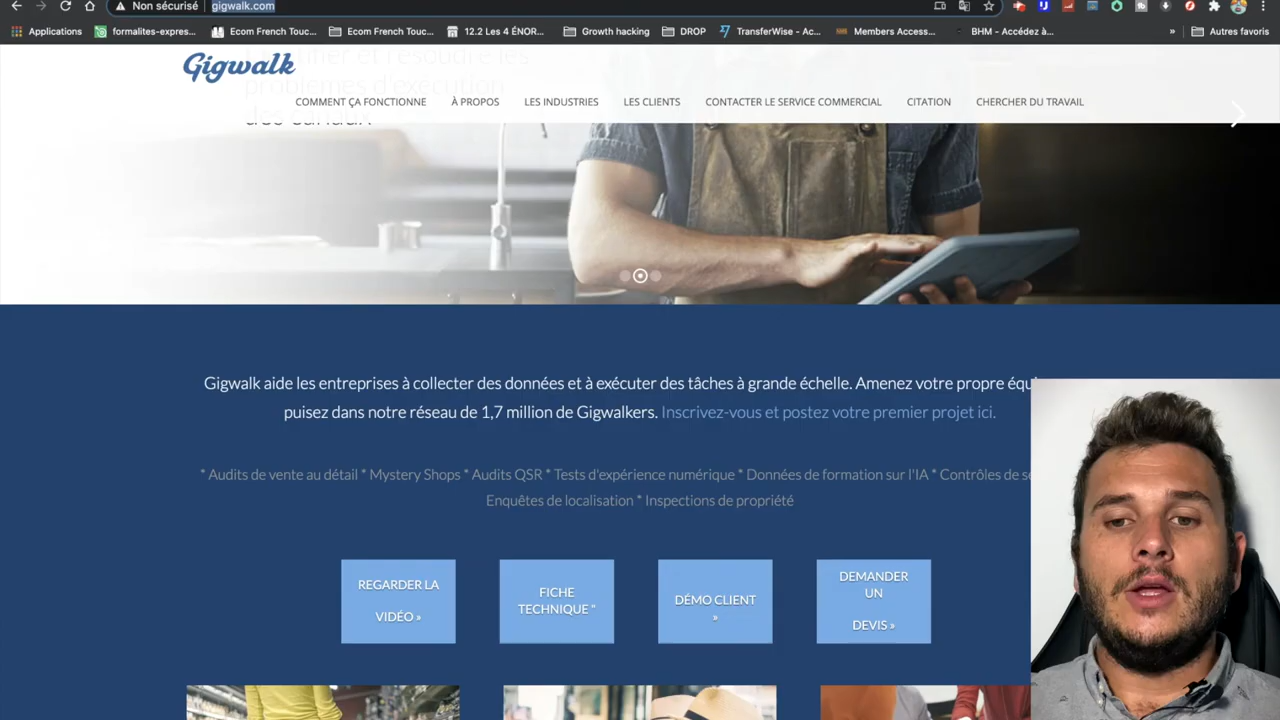 Non sécurisé
gigwalk.com
Applications
formalites-expres...
Ecom French Touc...
Ecom French Touc...
12.2 Les 4 ÉNOR...
Growth hacking
DROP
TransferWise - Ac...
Members Access...
BHM - Accédez à...
»
Autres favoris
Gigwalk
problèmes d'exécution
COMMENT ÇA FONCTIONNE
À PROPOS
LES INDUSTRIES
LES CLIENTS
CONTACTER LE SERVICE COMMERCIAL
CITATION
CHERCHER DU TRAVAIL
Gigwalk aide les entreprises à collecter des données et à exécuter des tâches à grande échelle. Amenez votre propre équi
puisez dans notre réseau de 1,7 million de Gigwalkers. Inscrivez-vous et postez votre premier projet ici.
* Audits de vente au détail * Mystery Shops * Audits QSR * Tests d'expérience numérique * Données de formation sur l'IA * Contrôles de se
Enquêtes de localisation * Inspections de propriété
REGARDER LA
VIDÉO »
FICHE
TECHNIQUE "
DÉMO CLIENT
»
DEMANDER
UN
DEVIS »